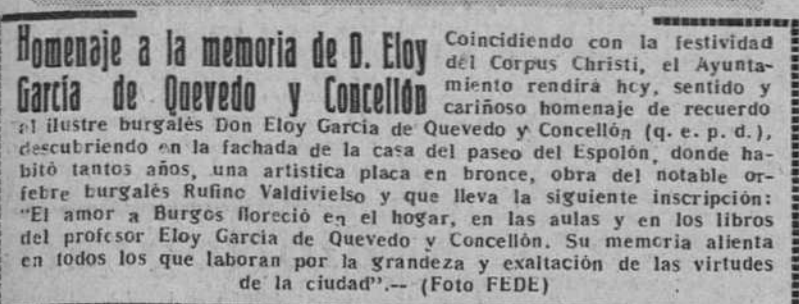 Homenaje a la memoria de D. Eloy
García de Quevedo y Concellón
Coincidiendo con la festividad
del Corpus Christi, el Ayunta-
miento rendirá hcy, sentido y
cariñoso homenaje de recuerdo
al ilustre burgalés Don Eloy García de Quevedo y Concellón (q. e. p. d.),
descubriendo en la fachada de la casa del paseo del Espolón, donde ha-
bitó tantos años, una artística placa en bronce, obra del notable or-
febre burgalés Rufino Valdivielso y que lleva la siguiente inscripción:
"El amor a Burgos floreció en el hogar, en las aulas y en los libros
del profesor Eloy García de Quevedo y Concellón. Su memoria alienta
en todos los que laboran por la grandeza y exaltación de las virtudes
de la ciudad".-- (Foto FEDE)